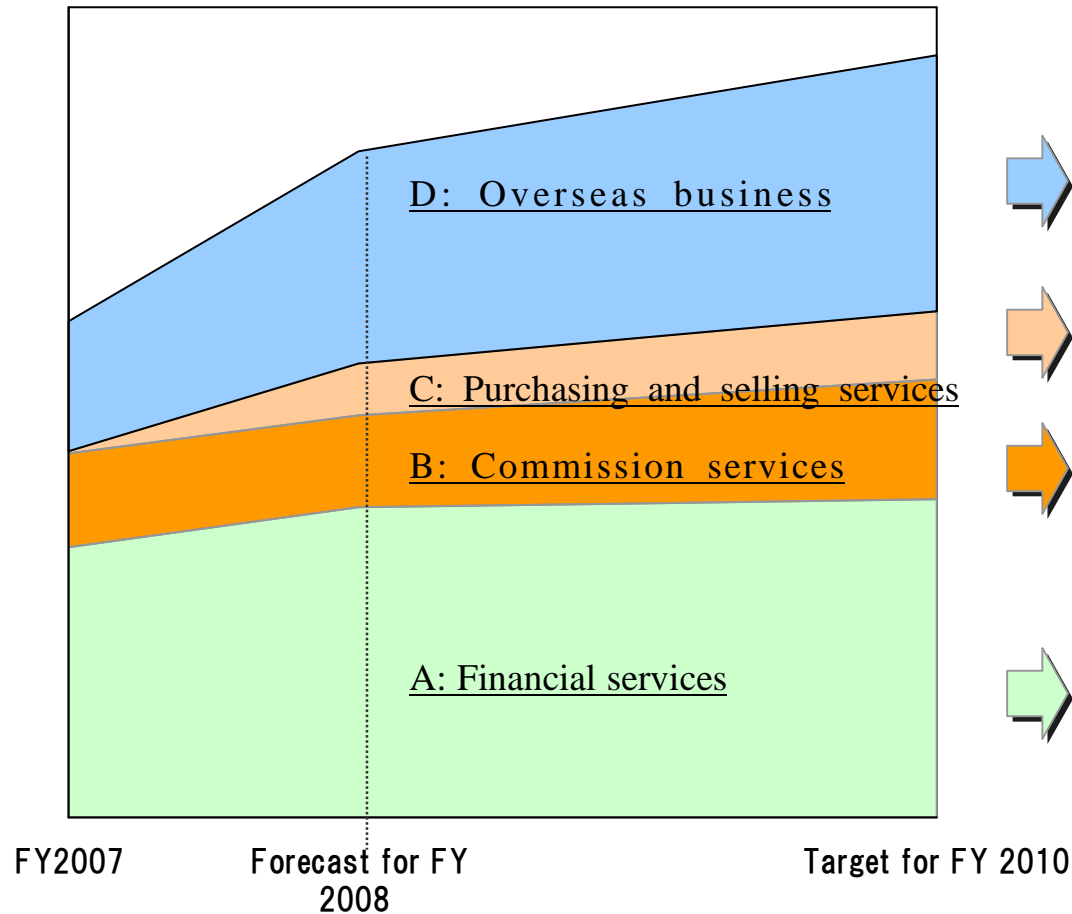 D: Overseas business
C: Purchasing and selling services
B: Commission services
A: Financial services
FY2007
Forecast for FY
2008
Target for FY 2010